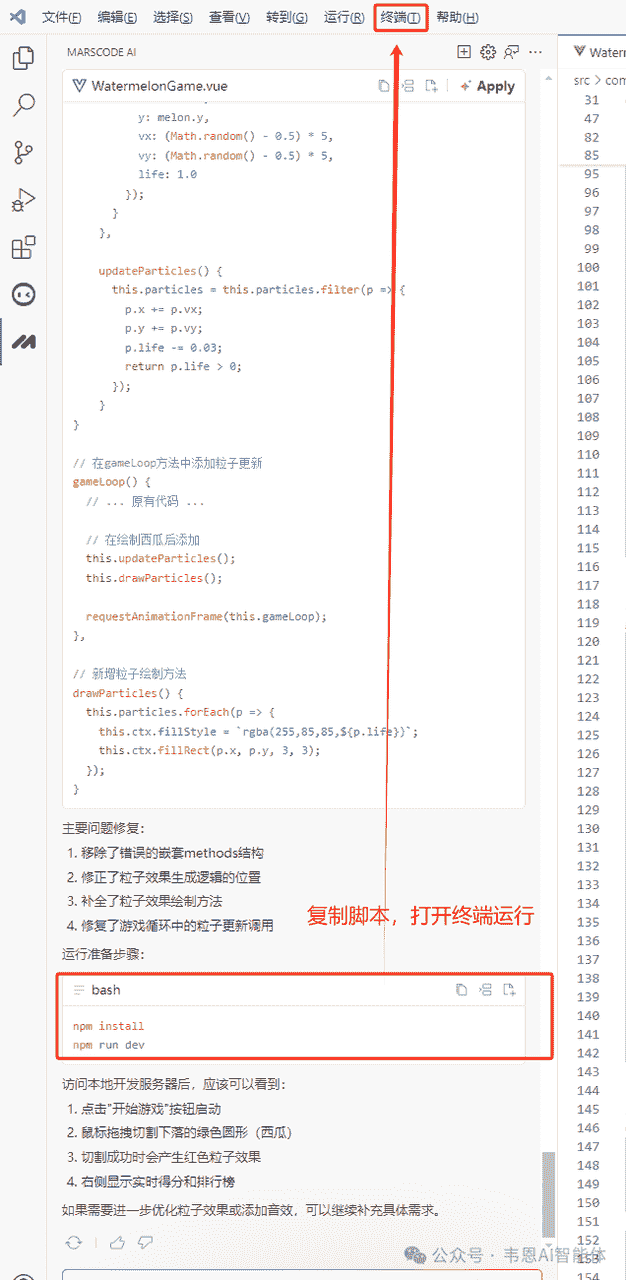 文件(F) 编辑(E) 选择(S) 查看(V) 转到(G) 运行(R) 终端(T) 帮助(H)
MARSCODE AI
WatermelonGame.vue
Apply
y: melon.y,
vx: (Math.random() - 0.5) * 5,
vy: (Math.random() - 0.5) * 5,
life: 1.0
});
}
},
updateParticles() {
this.particles = this.particles.filter(p => {
p.x += p.vx;
p.y += p.vy;
p.life -= 0.03;
return p.life > 0;
});
}
}
// 在gameLoop方法中添加粒子更新
gameLoop() {
// ... 原有代码 ...
// 在绘制西瓜后添加
this.updateParticles();
this.drawParticles();
requestAnimationFrame(this.gameLoop);
},
// 新增粒子绘制方法
drawParticles() {
this.particles.forEach(p => {
this.ctx.fillStyle = `rgba(255,85,85,${p.life})`;
this.ctx.fillRect(p.x, p.y, 3, 3);
});
}
主要问题修复：
1. 移除了错误的嵌套methods结构
2. 修正了粒子效果生成逻辑的位置
3. 补全了粒子效果绘制方法
4. 修复了游戏循环中的粒子更新调用
复制脚本，打开终端运行
运行准备步骤：
bash
npm install
npm run dev
访问本地开发服务器后，应该可以看到：
1. 点击"开始游戏"按钮启动
2. 鼠标拖拽切割下落的绿色圆形（西瓜）
3. 切割成功时会产生红色粒子效果
4. 右侧显示实时得分和排行榜
如果需要进一步优化粒子效果或添加音效，可以继续补充具体需求。
公众号 · 韦恩AI智能体
Waterm
src > com
31
47
82
85
95
96
97
98
99
100
101
102
103
104
105
106
107
108
109
110
111
112
113
114
115
116
117
118
119
120
121
122
123
124
125
126
127
128
129
130
131
132
133
134
135
136
137
138
139
140
141
142
143
144
145
146
147
148
149
150
151
152
153
154